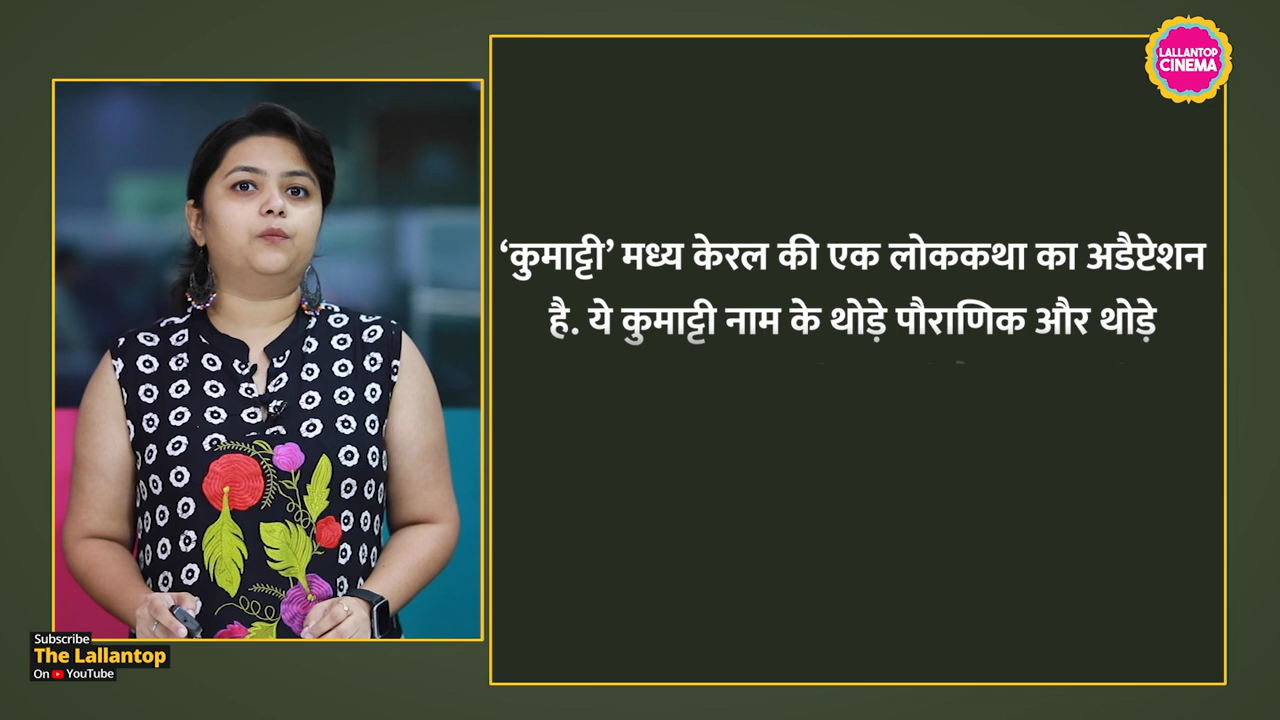 LALLANTOP
CINEMA
‘कुमाट्टी’ मध्य केरल की एक लोककथा का अडैप्टेशन
है. ये कुमाट्टी नाम के थोड़े पौराणिक और थोड़े
Subscribe
The Lallantop
On YouTube